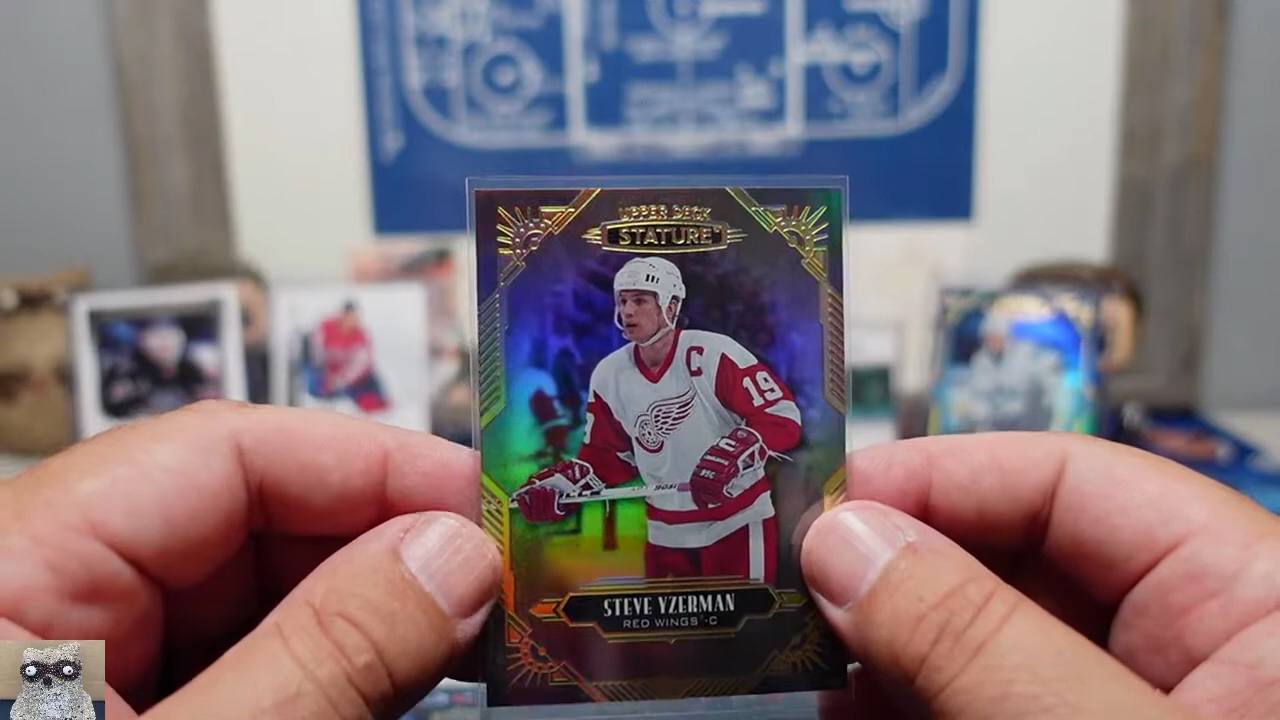 UPPER DECK
STATURE
C
19
STEVE YZERMAN
RED WINGS - C